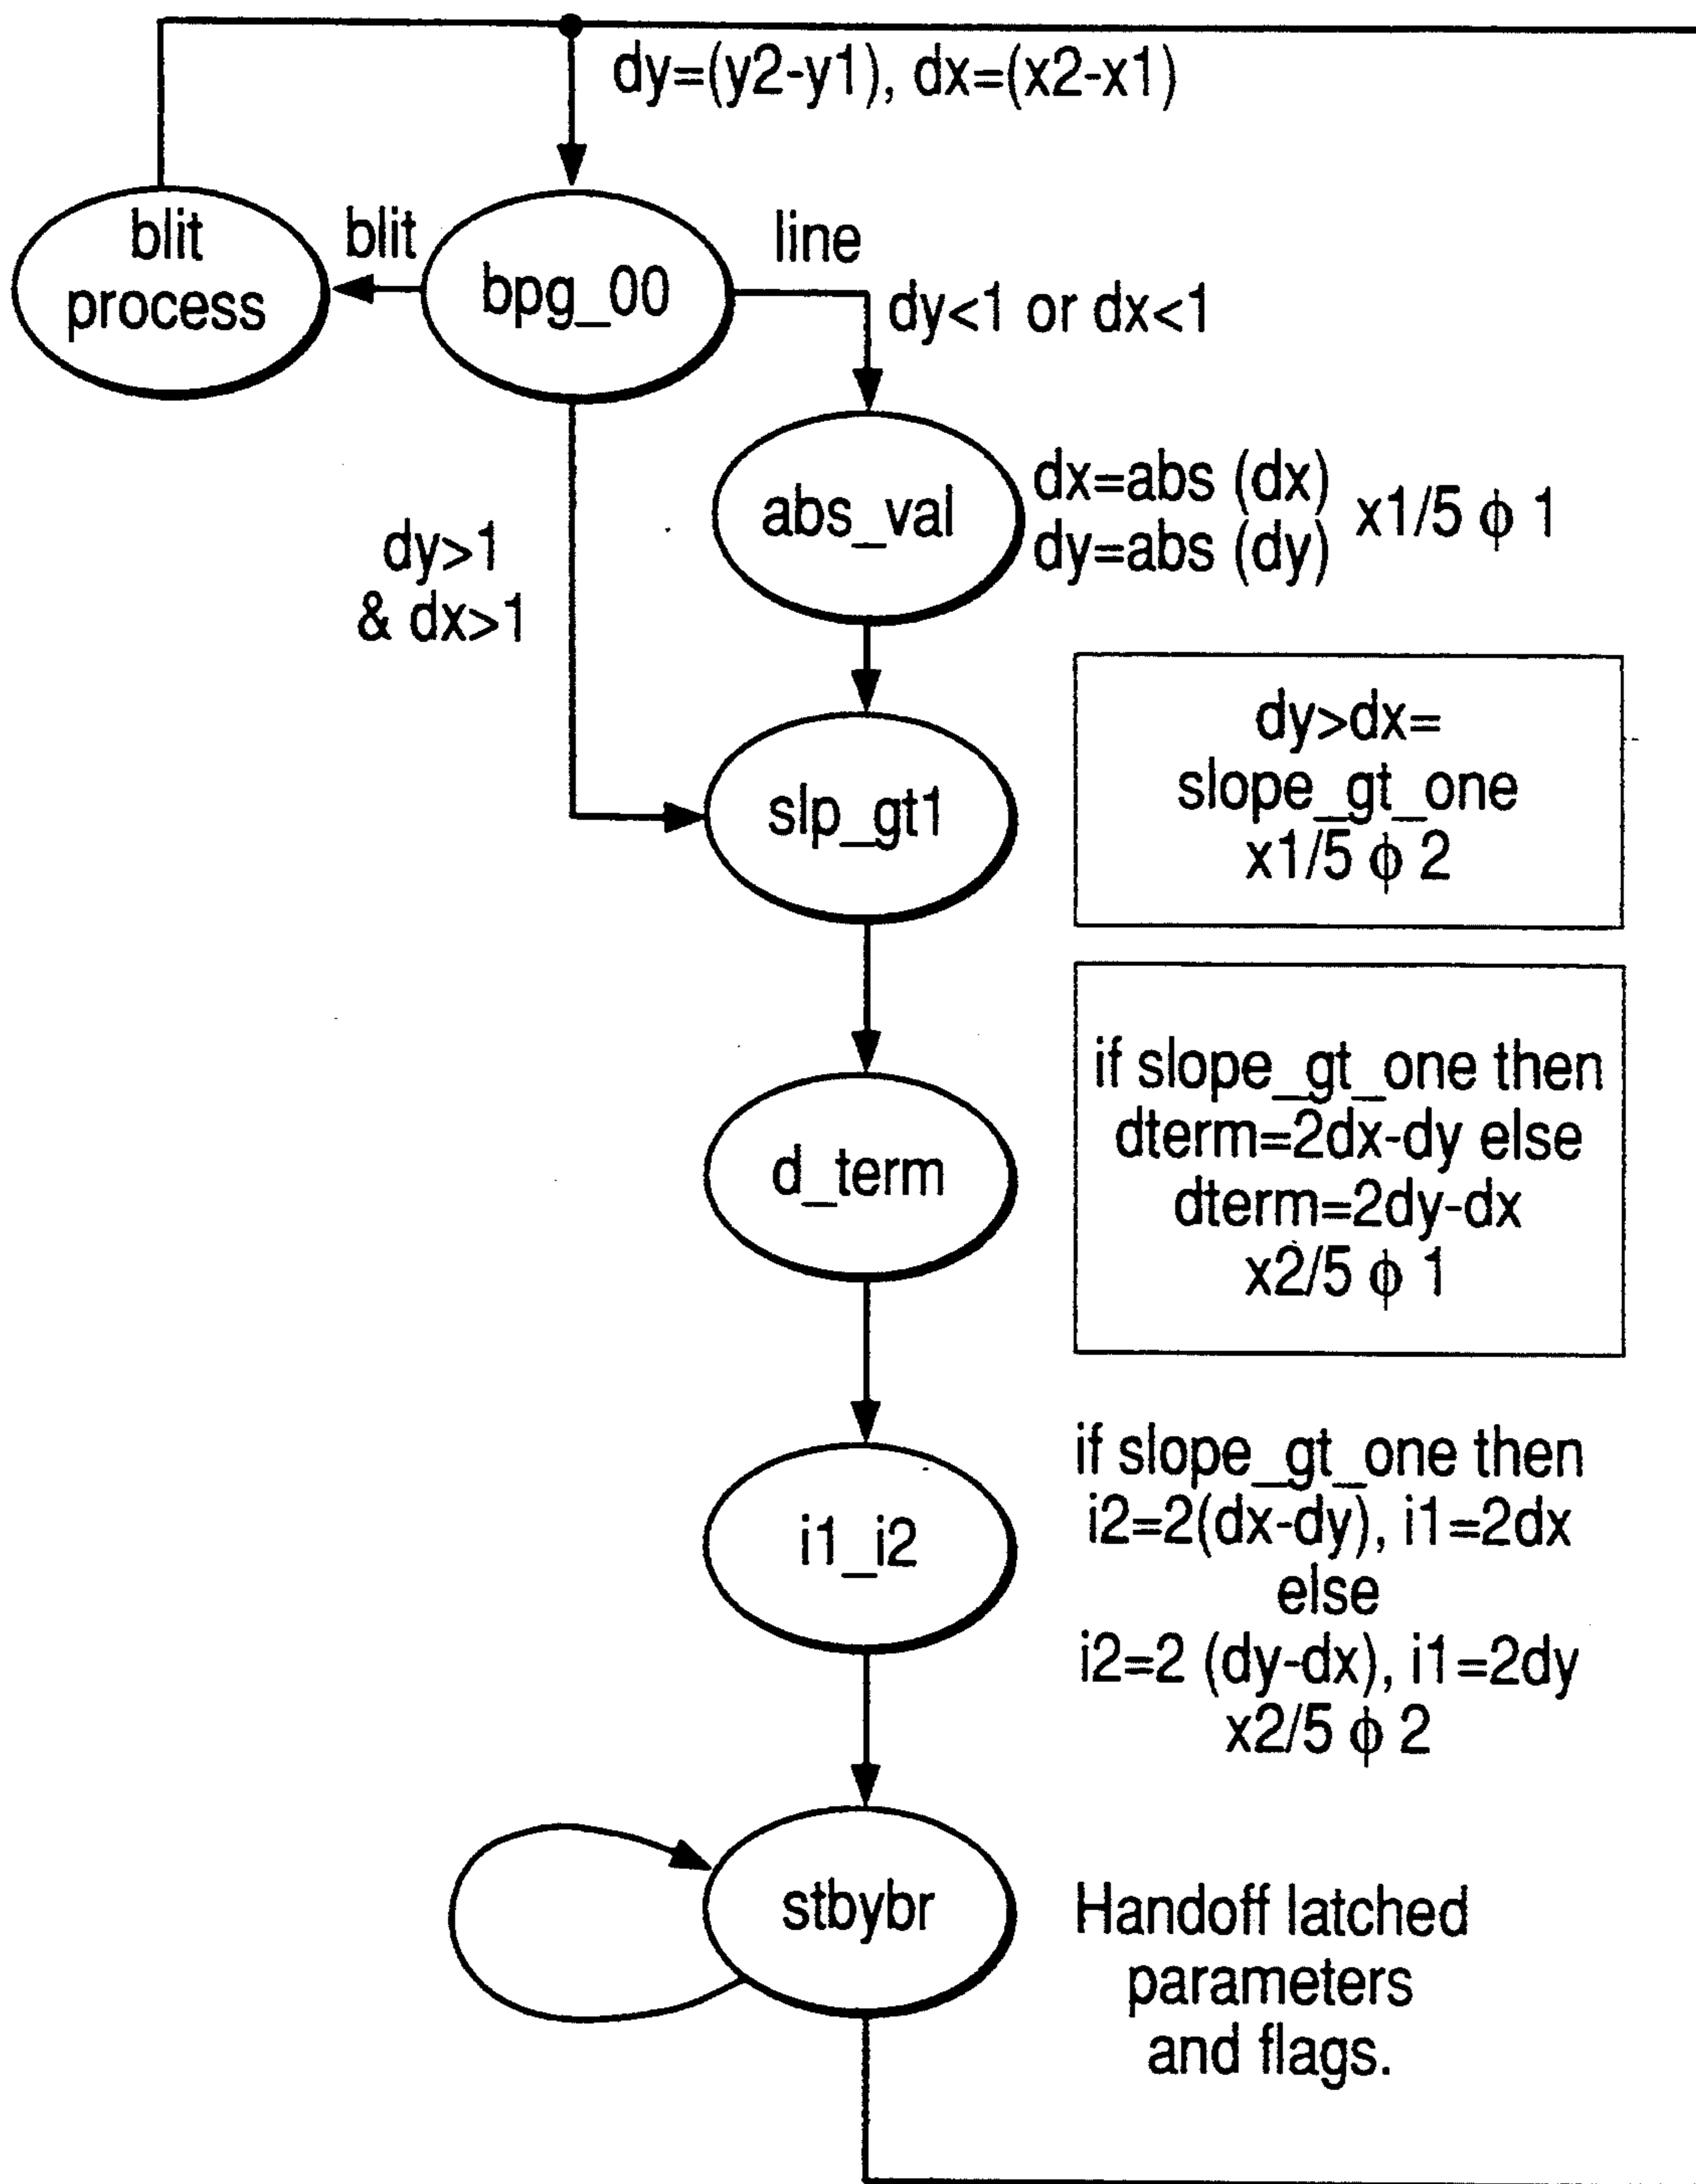 dy=(y2-y1), dx=(x2-x1)
blit
process
blit
bpg_00
line
dy<1 or dx<1
dy>1
& dx>1
abs_val
dx=abs (dx)
dy=abs (dy)
x1/5 ϕ 1
slp_gt1
dy>dx=
slope_gt_one
x1/5 ϕ 2
d_term
if slope_gt_one then
dterm=2dx-dy else
dterm=2dy-dx
x2/5 ϕ 1
i1_i2
if slope_gt_one then
i2=2(dx-dy), i1=2dx
else
i2=2 (dy-dx), i1=2dy
x2/5 ϕ 2
stbybr
Handoff latched
parameters
and flags.